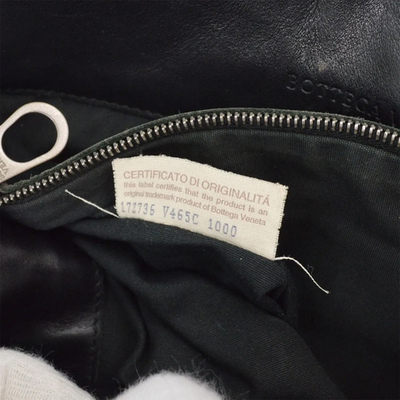 BOTTEGA
CERTIFICATO DI ORIGINALITÀ
this label certifies that the product is an
original trademark product of Bottega Veneta
V465C 1000